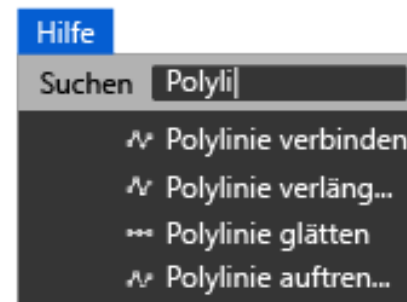 Hilfe
Suchen Polyli
Polylinie verbinden
Polylinie verläng...
Polylinie glätten
Polylinie auftren...